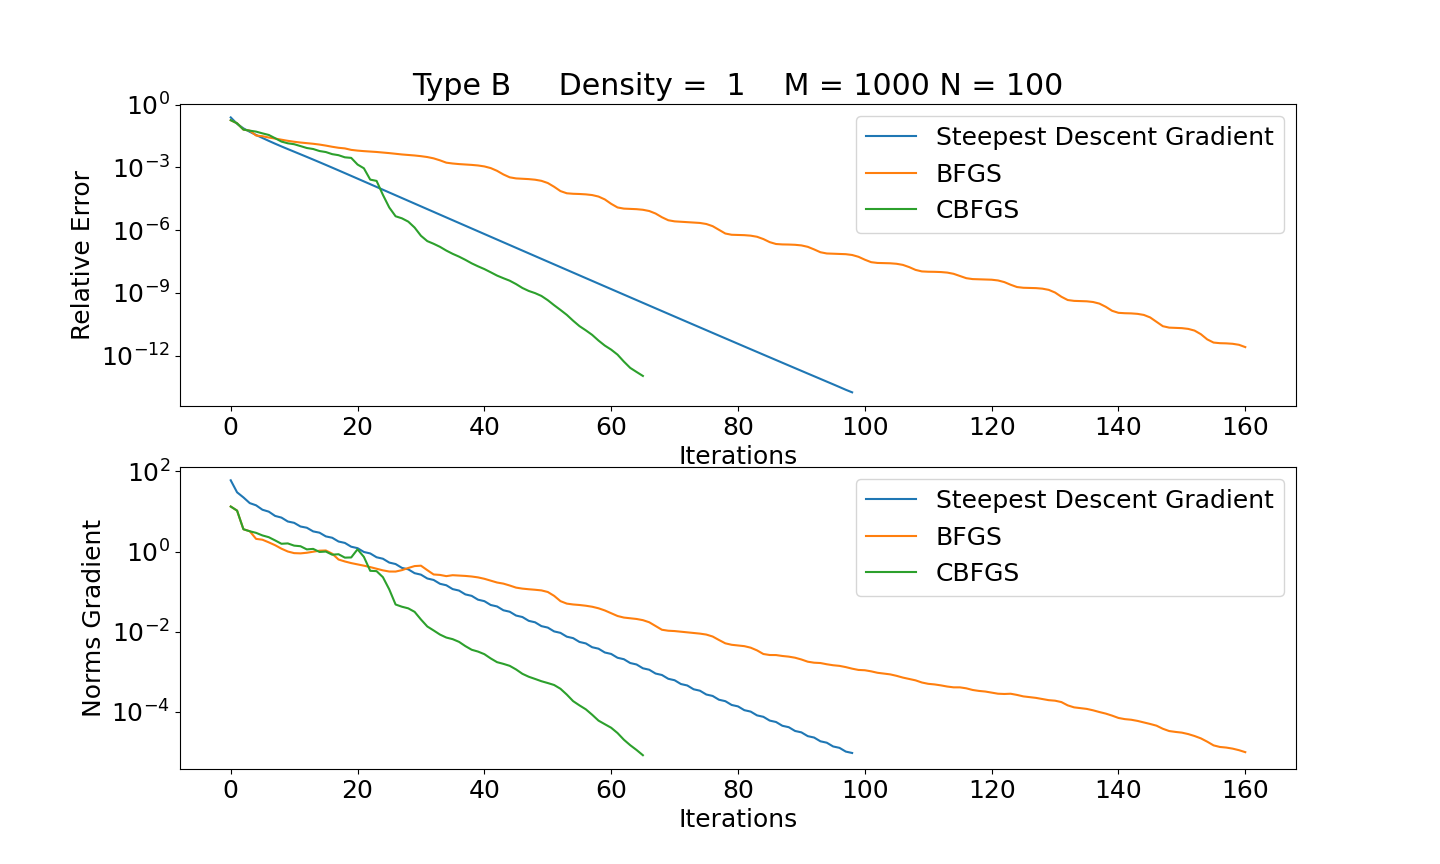 Type B Density = 1 M = 1000 N = 100
10^0
10^-3
10^-6
10^-9
10^-12
Relative Error
Steepest Descent Gradient
BFGS
CBFGS
0 20 40 60 80 100 120 140 160
Iterations
10^2
10^0
10^-2
10^-4
Norms Gradient
Steepest Descent Gradient
BFGS
CBFGS
0 20 40 60 80 100 120 140 160
Iterations